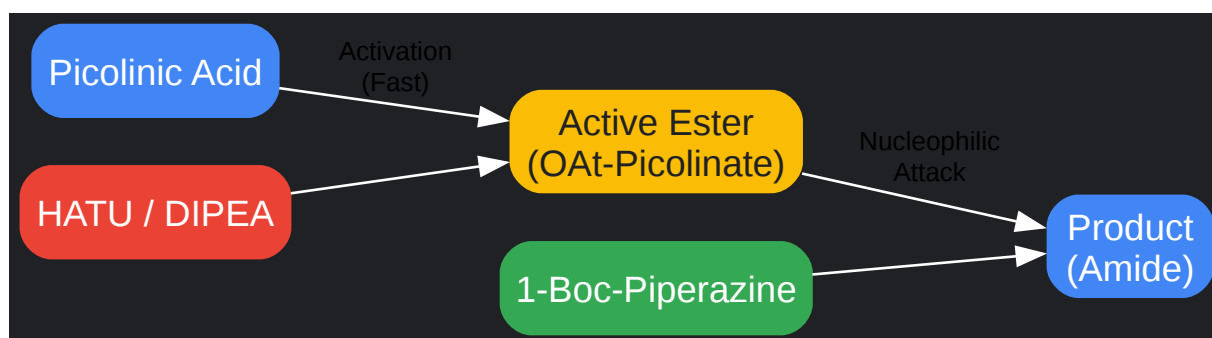 Picolinic Acid
Activation
(Fast)
HATU / DIPEA
Active Ester
(OAt-Picolinate)
Nucleophilic
Attack
1-Boc-Piperazine
Product
(Amide)